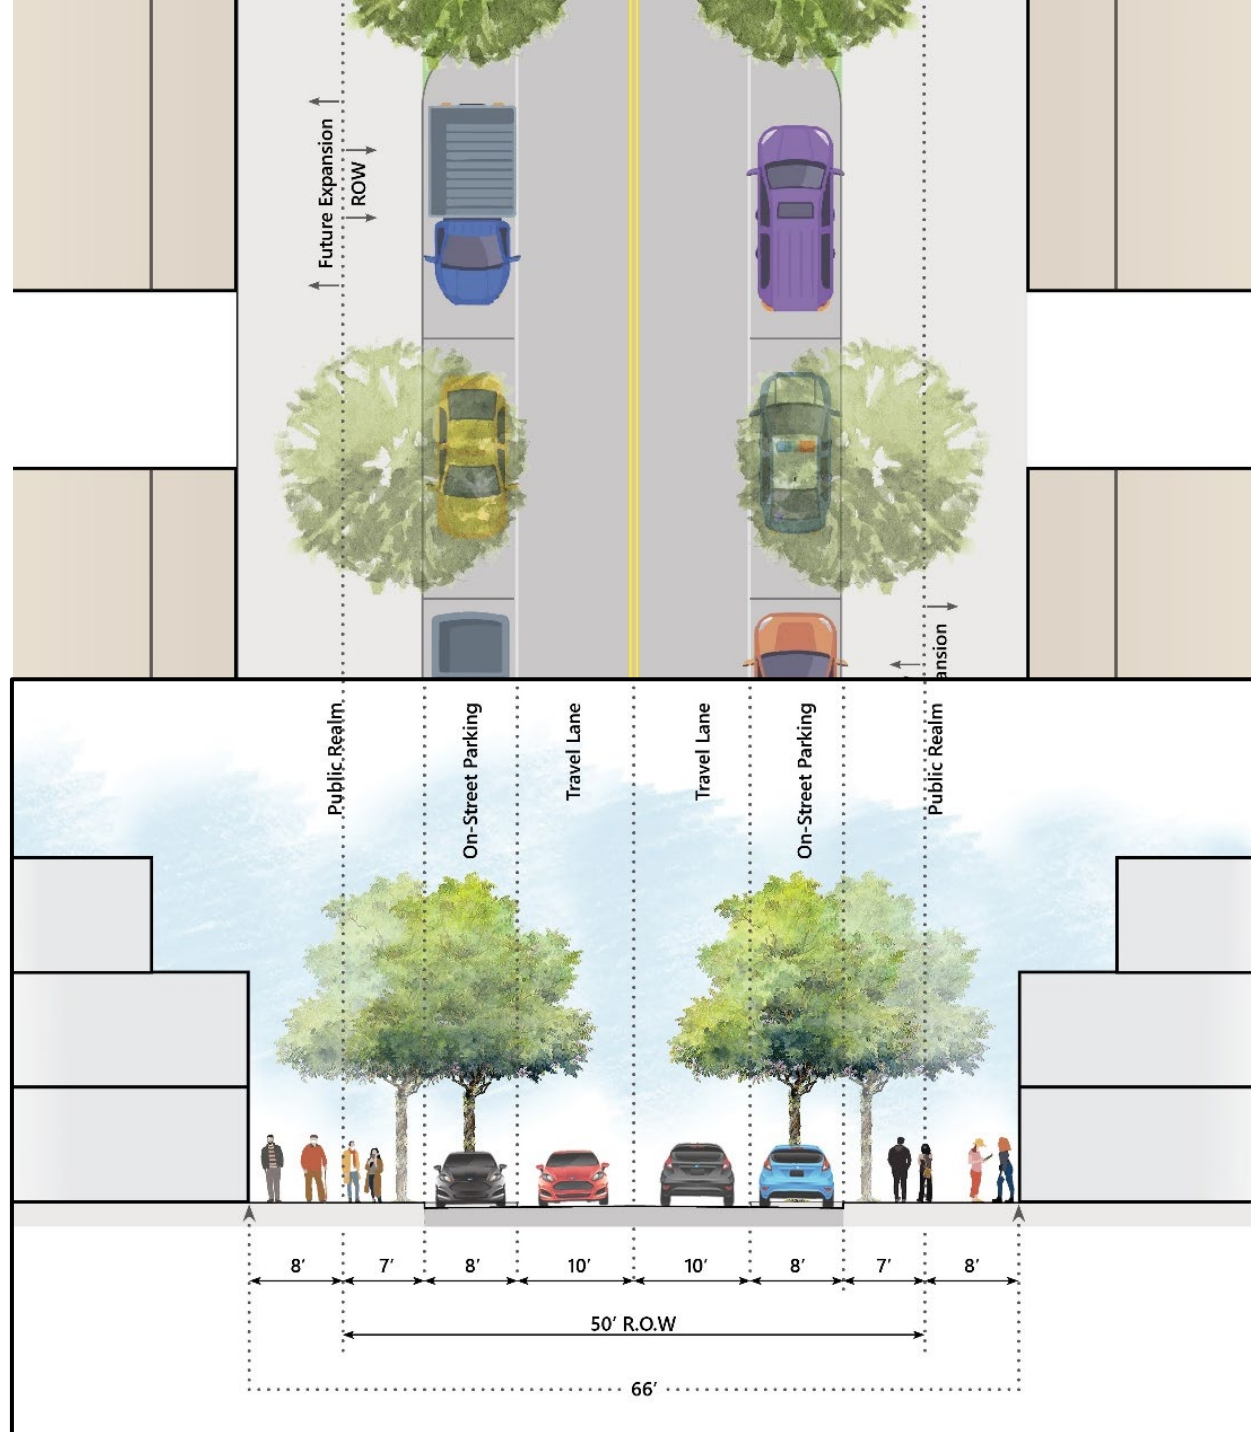 Future Expansion
ROW
ansion
Public Realm
On-Street Parking
Travel Lane
Travel Lane
On-Street Parking
Public Realm
8’ 7’ 8’ 10’ 10’ 8’ 7’ 8’
50’ R.O.W
66’